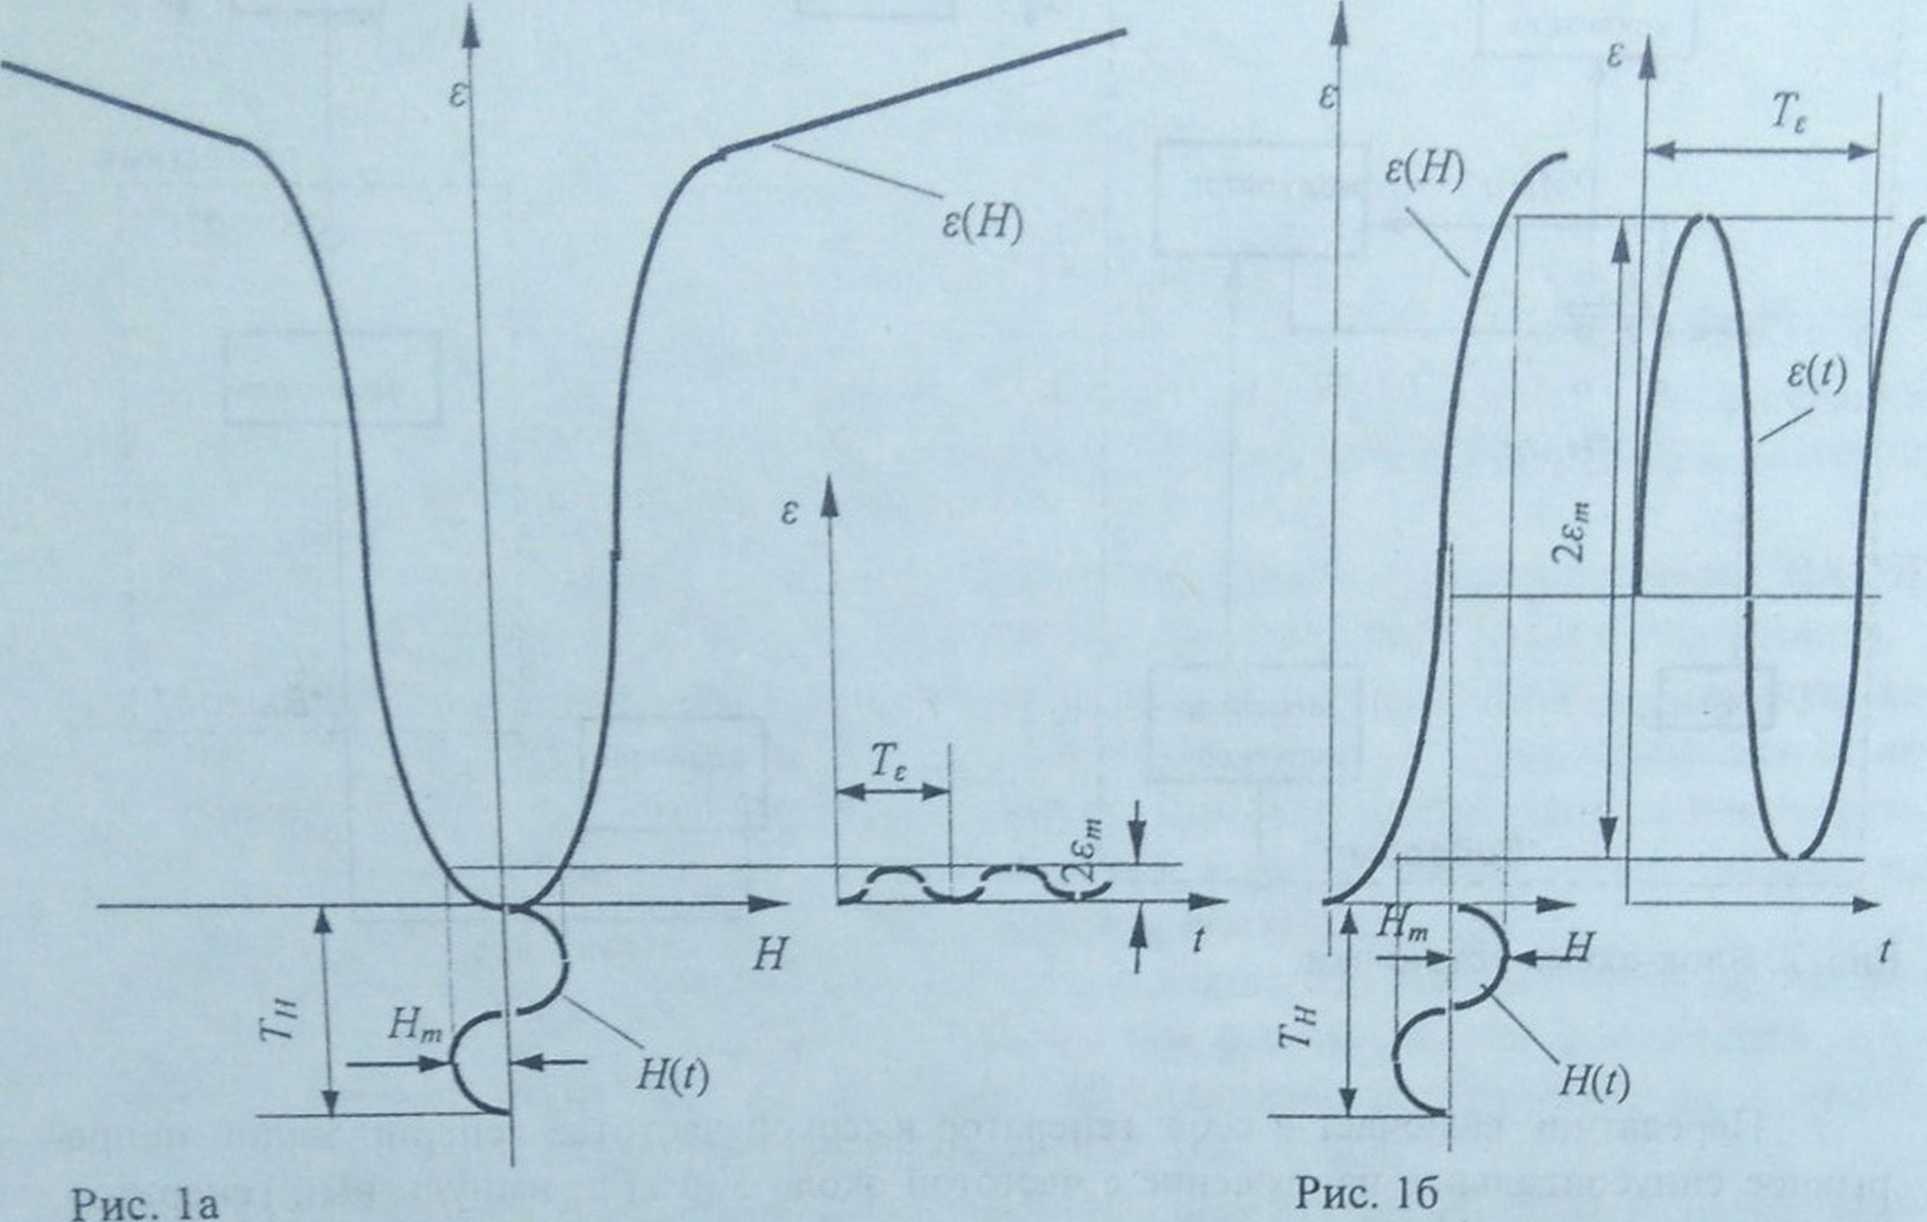 ε
ε(H)
ε
T_ε
2ε_m
H
t
T_H
H_m
H(t)
Рис. 1а
ε
ε(H)
ε
T_ε
ε(t)
2ε_m
H_m
H
t
T_H
H(t)
Рис. 1б